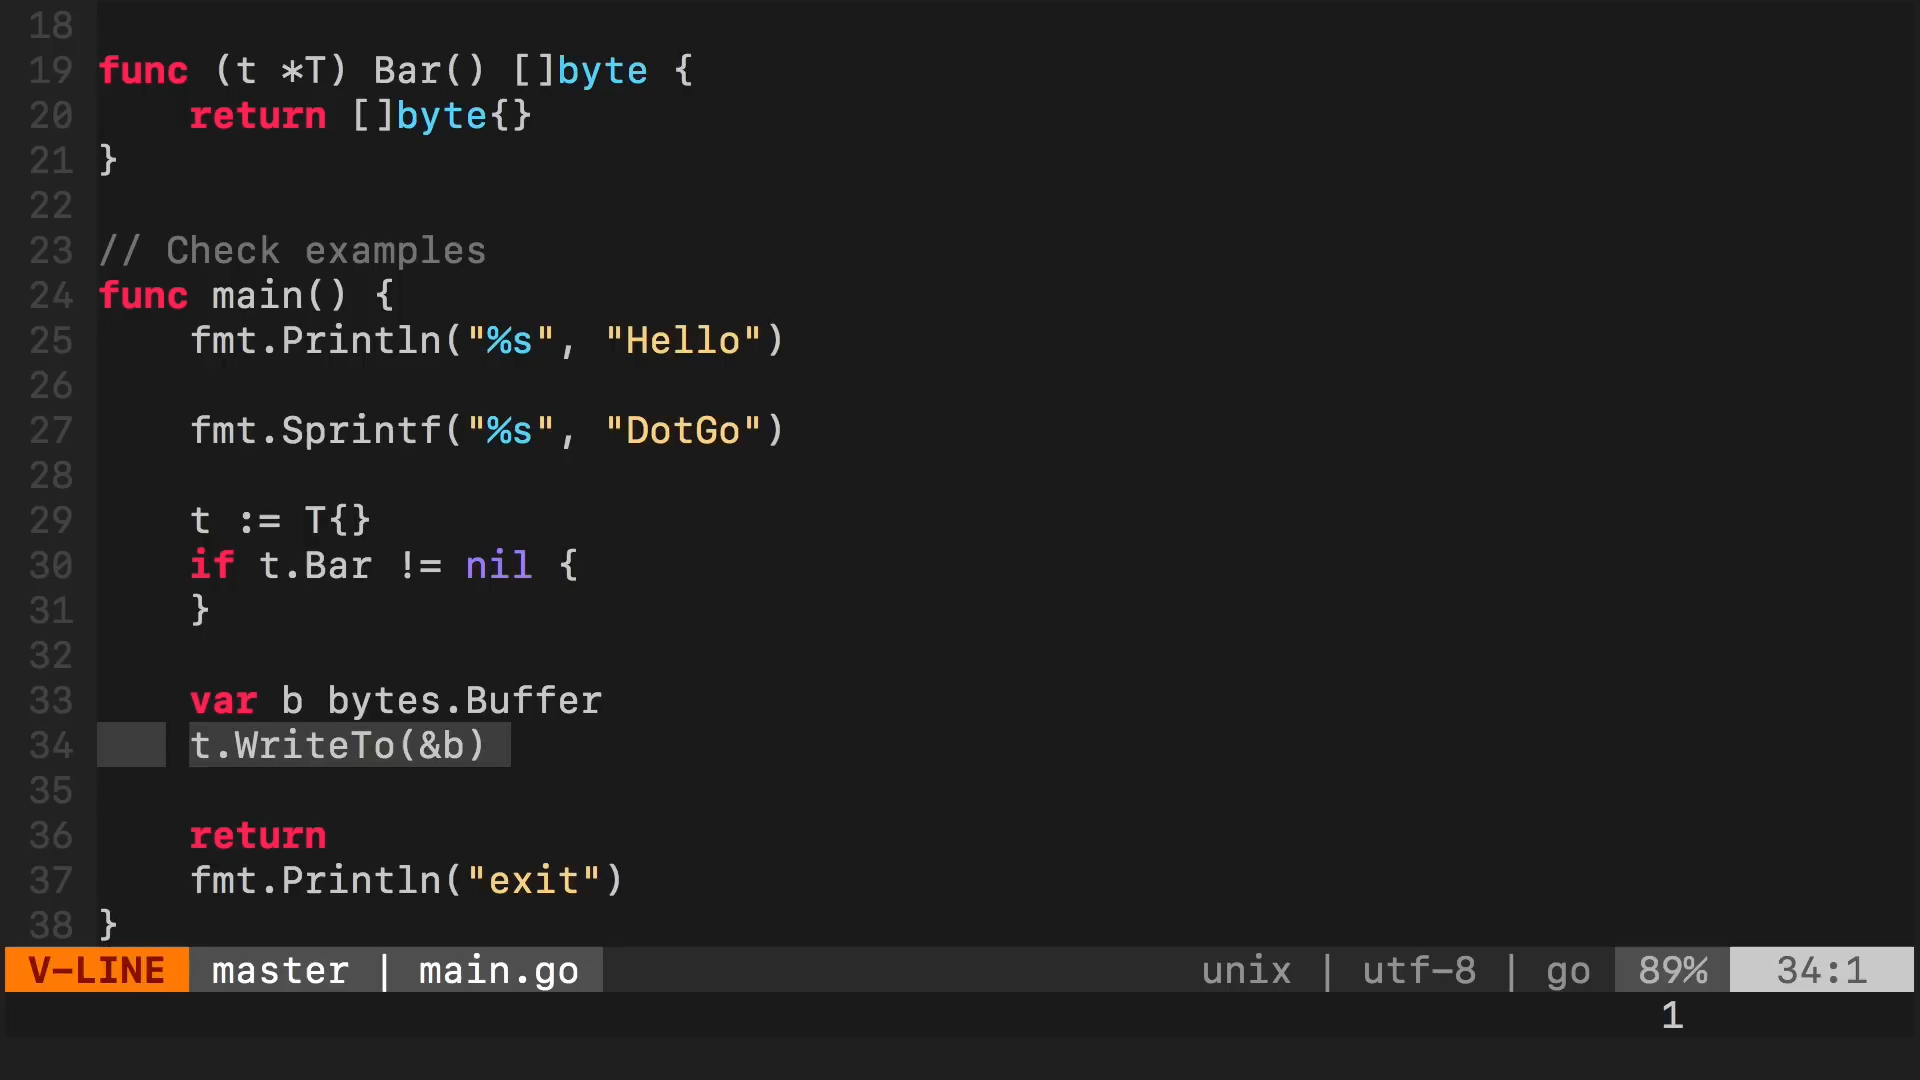 18
19 func (t *T) Bar() []byte {
20     return []byte{}
21 }
22
23 // Check examples
24 func main() {
25     fmt.Println("%s", "Hello")
26
27     fmt.Sprintf("%s", "DotGo")
28
29     t := T{}
30     if t.Bar != nil {
31     }
32
33     var b bytes.Buffer
34     t.WriteTo(&b)
35
36     return
37     fmt.Println("exit")
38 }
V-LINE master | main.go unix | utf-8 | go 89% 34:1
1